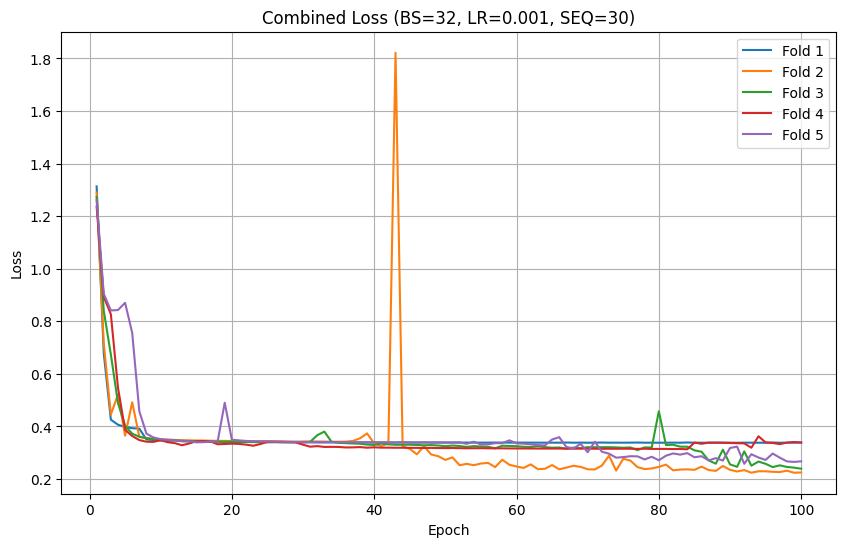 Combined Loss (BS=32, LR=0.001, SEQ=30)
Fold 1
Fold 2
Fold 3
Fold 4
Fold 5
Loss
1.8
1.6
1.4
1.2
1.0
0.8
0.6
0.4
0.2
0 20 40 60 80 100
Epoch